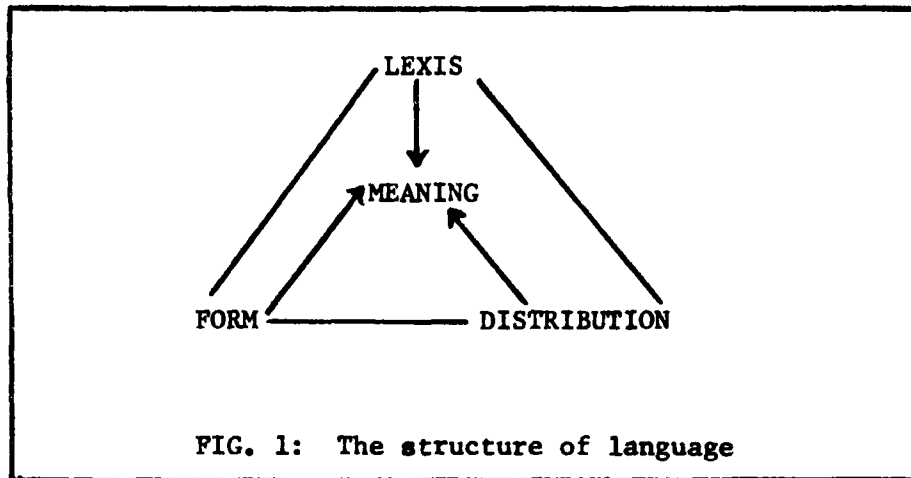 LEXIS
MEANING
FORM DISTRIBUTION
FIG. 1: The structure of language